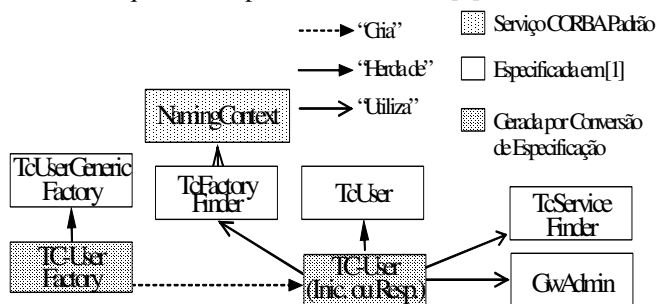 “Cria”
Serviço CORBA Padrão
“Herda de”
Especificada em [1]
“Utiliza”
Gerada por Conversão
de Especificação
NamingContext
TcUserGeneric
Factory
TcFactory
Finder
TcUser
TcService
Finder
TC-User
Factory
TC-User
(Inic. ou Resp.)
GwAdmin